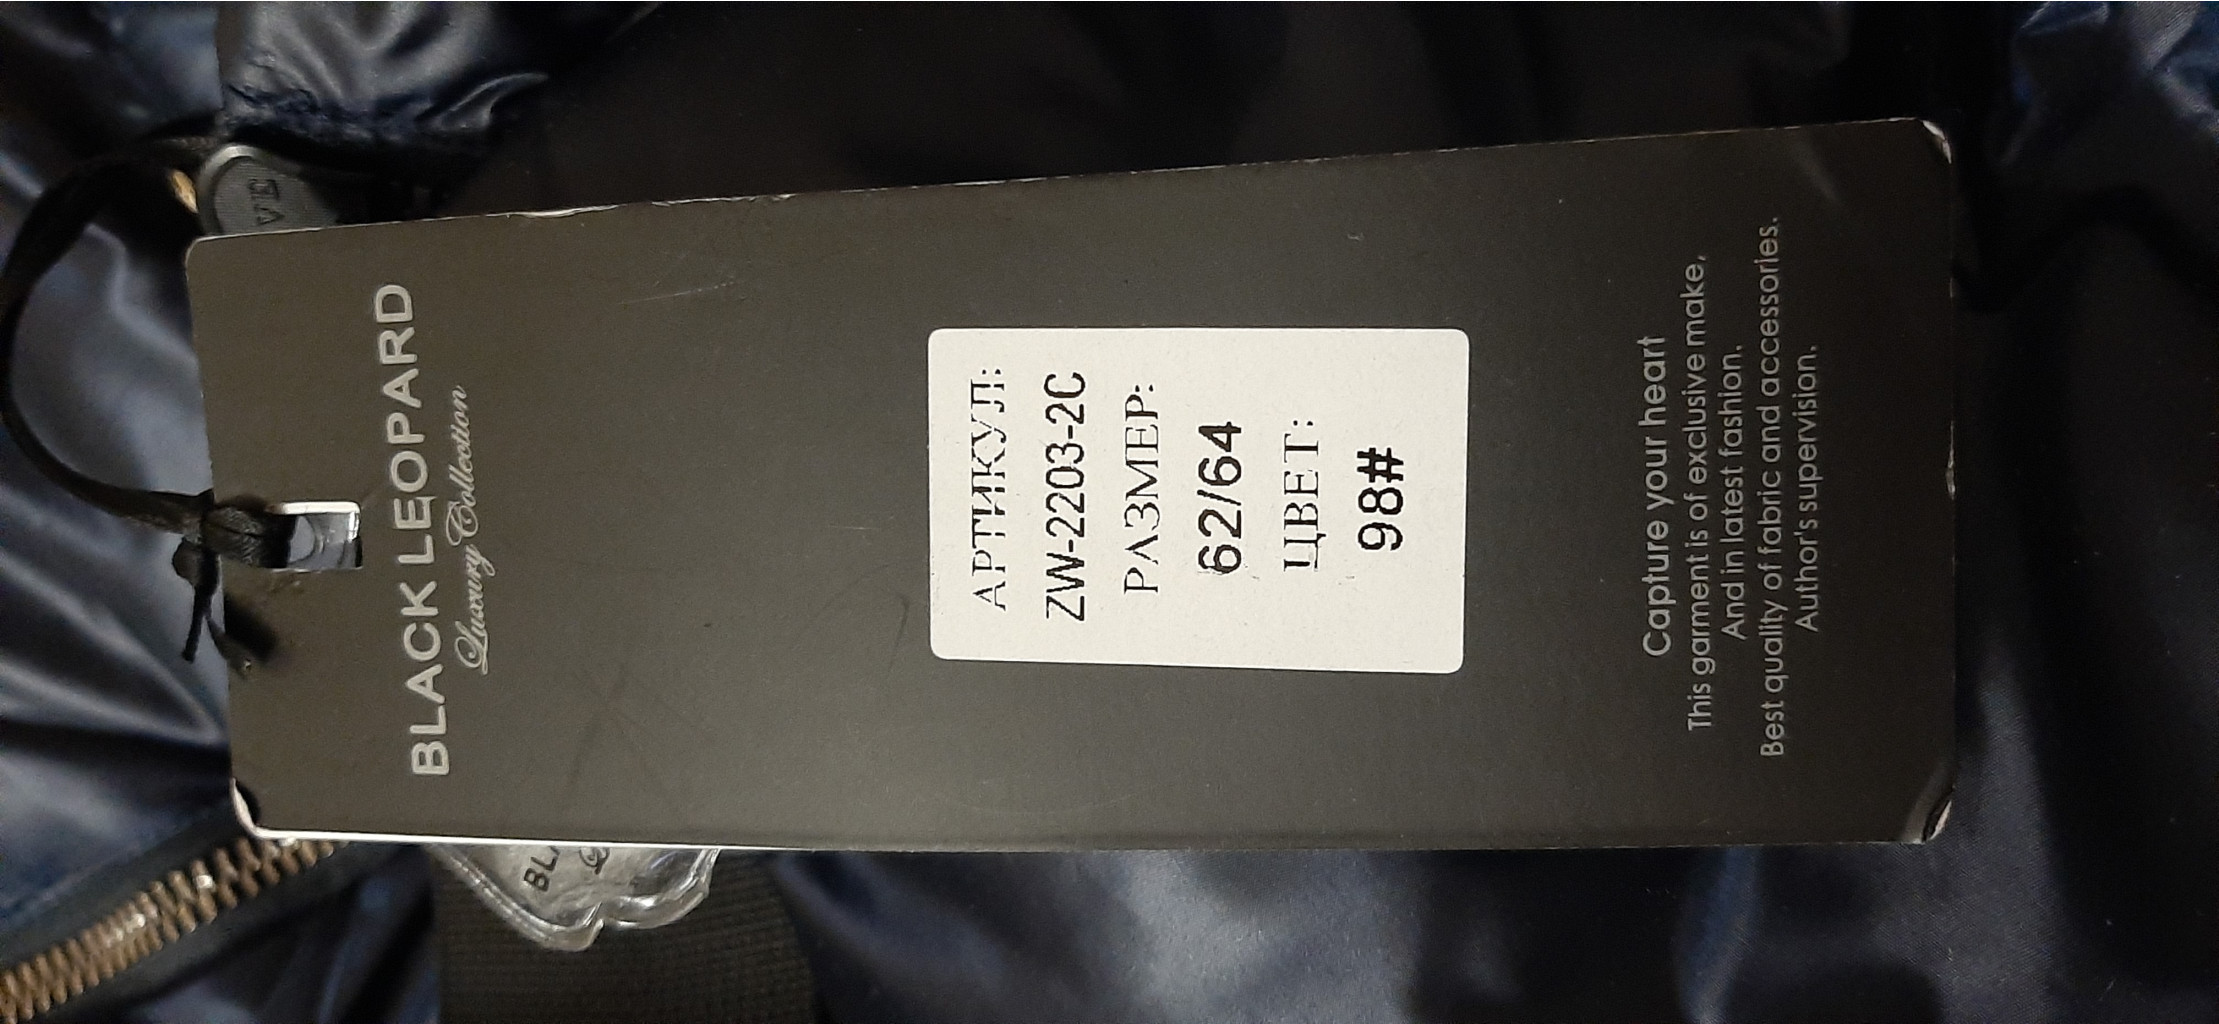 BLACK LEOPARD
Luxury Collection
АРТИКУЛ:
ZW-2203-2C
РАЗМЕР:
62/64
ЦВЕТ:
98#
Capture your heart
This garment is of exclusive make,
And in latest fashion.
Best quality of fabric and accessories.
Author's supervision.
BLA